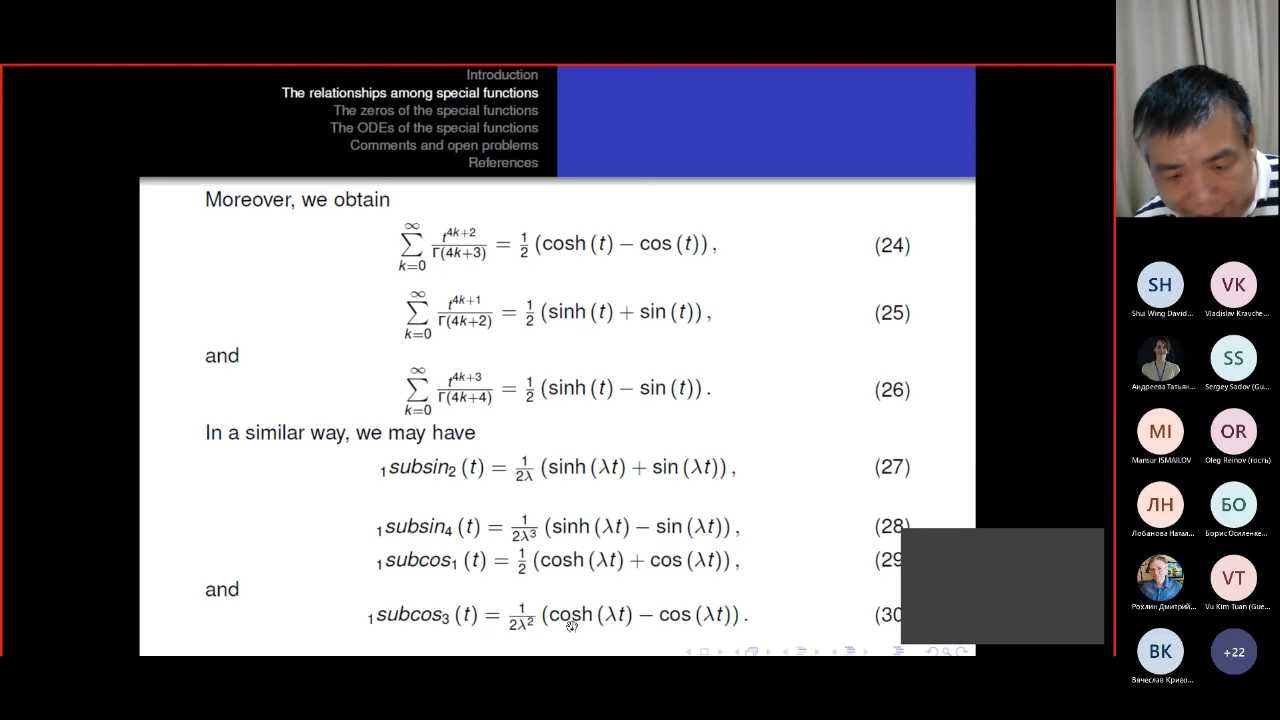 Introduction
The relationships among special functions
The zeros of the special functions
The ODEs of the special functions
Comments and open problems
References
Moreover, we obtain
∑_{k=0}^{∞} t^{4k+2}/Γ(4k+3) = 1/2 (cosh (t) − cos (t)) , (24)
∑_{k=0}^{∞} t^{4k+1}/Γ(4k+2) = 1/2 (sinh (t) + sin (t)) , (25)
and
∑_{k=0}^{∞} t^{4k+3}/Γ(4k+4) = 1/2 (sinh (t) − sin (t)) . (26)
In a similar way, we may have
₁subsin₂ (t) = 1/2λ (sinh (λt) + sin (λt)) , (27)
₁subsin₄ (t) = 1/2λ³ (sinh (λt) − sin (λt)) , (28)
₁subcos₁ (t) = 1/2 (cosh (λt) + cos (λt)) , (29
and
₁subcos₃ (t) = 1/2λ² (cosh (λt) − cos (λt)) . (30
SH
Shui Wing David...
VK
Vladislav Kravche...
Андреева Татьян...
SS
Sergey Sadov (Gu...
MI
Mansur ISMAILOV
OR
Oleg Reinov (гость)
ЛН
Лобанова Натал...
БО
Борис Осиленке...
Рохлин Дмитрий...
VT
Vu Kim Tuan (Gue...
ВК
Вячеслав Криво...
+22